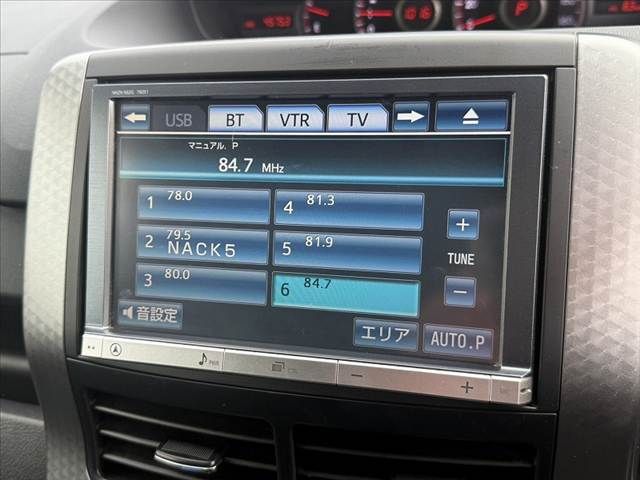 1016
P
← USB BT VTR TV → ⏏
マニュアル. P
84.7 MHz
1 78.0
4 81.3
2 79.5 NACK5
5 81.9
3 80.0
6 84.7
+
TUNE
−
音設定
エリア
AUTO.P
− +